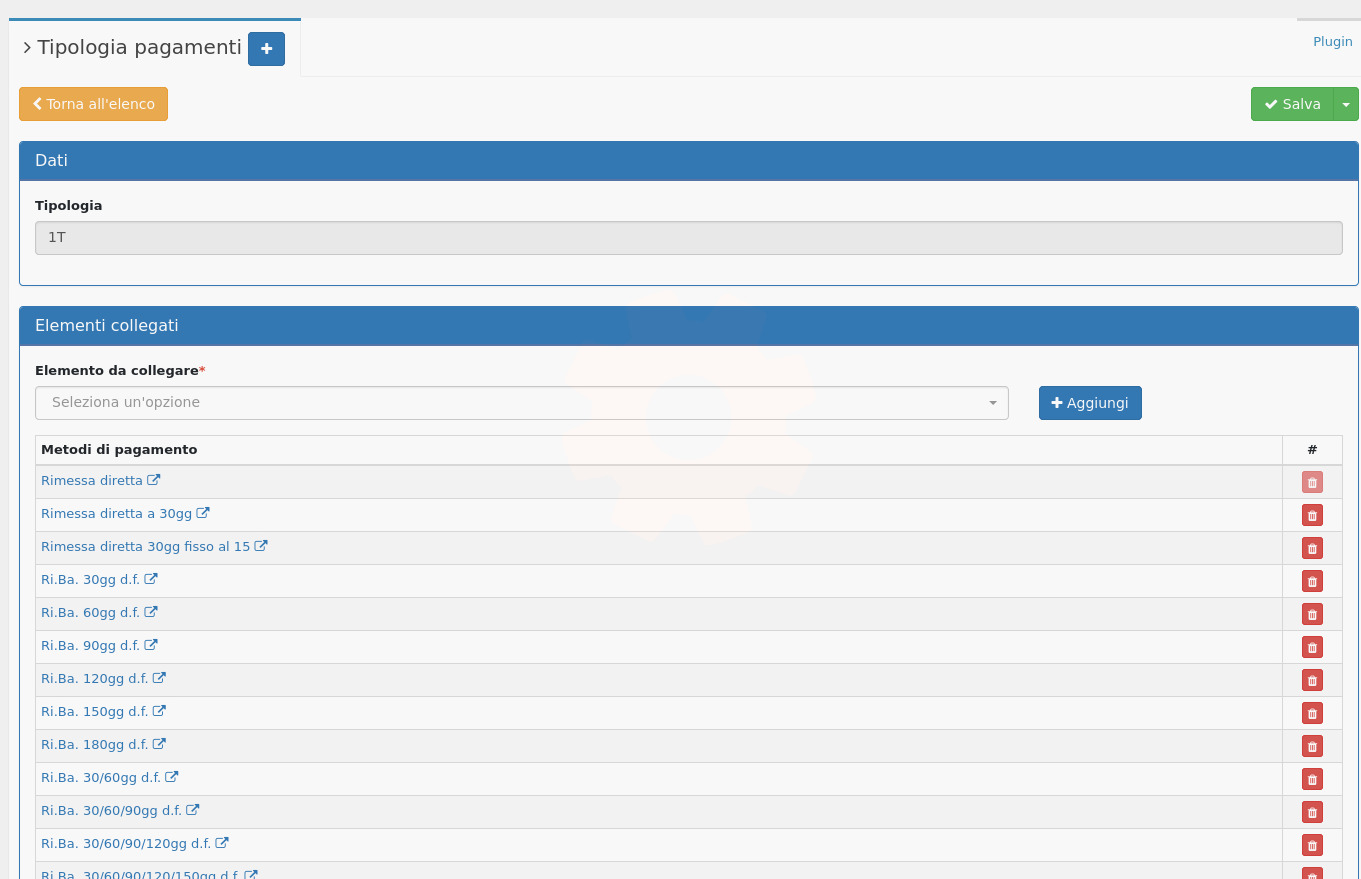 Tipologia pagamenti
Plugin
Torna all'elenco
Salva
Dati
Tipologia
1T
Elementi collegati
Elemento da collegare*
Seleziona un'opzione
Aggiungi
Metodi di pagamento #
Rimessa diretta
Rimessa diretta a 30gg
Rimessa diretta 30gg fisso al 15
Ri.Ba. 30gg d.f.
Ri.Ba. 60gg d.f.
Ri.Ba. 90gg d.f.
Ri.Ba. 120gg d.f.
Ri.Ba. 150gg d.f.
Ri.Ba. 180gg d.f.
Ri.Ba. 30/60gg d.f.
Ri.Ba. 30/60/90gg d.f.
Ri.Ba. 30/60/90/120gg d.f.
Ri.Ba. 30/60/90/120/150gg d.f.